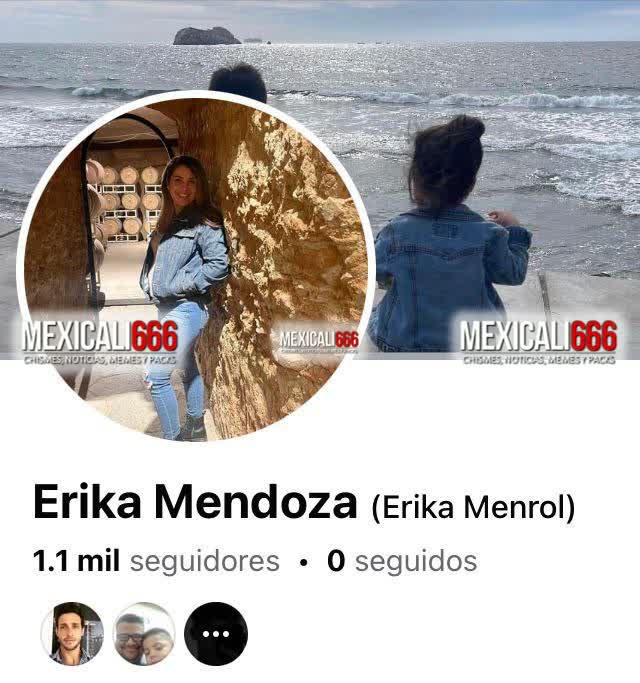 MEXICALI666
CHISMES, NOTICIAS, MEMES Y PACKS
MEXICALI666
MEXICALI666
CHISMES, NOTICIAS, MEMES Y PACKS
Erika Mendoza (Erika Menrol)
1.1 mil seguidores • 0 seguidos